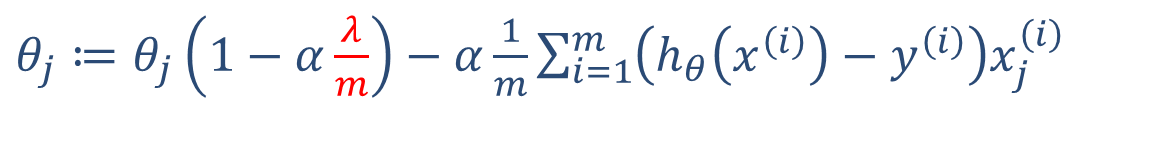 θⱼ := θⱼ(1 − α λ/m) − α 1/m ∑ᵢ₌₁ᵐ(h_θ(x⁽ⁱ⁾) − y⁽ⁱ⁾)xⱼ⁽ⁱ⁾